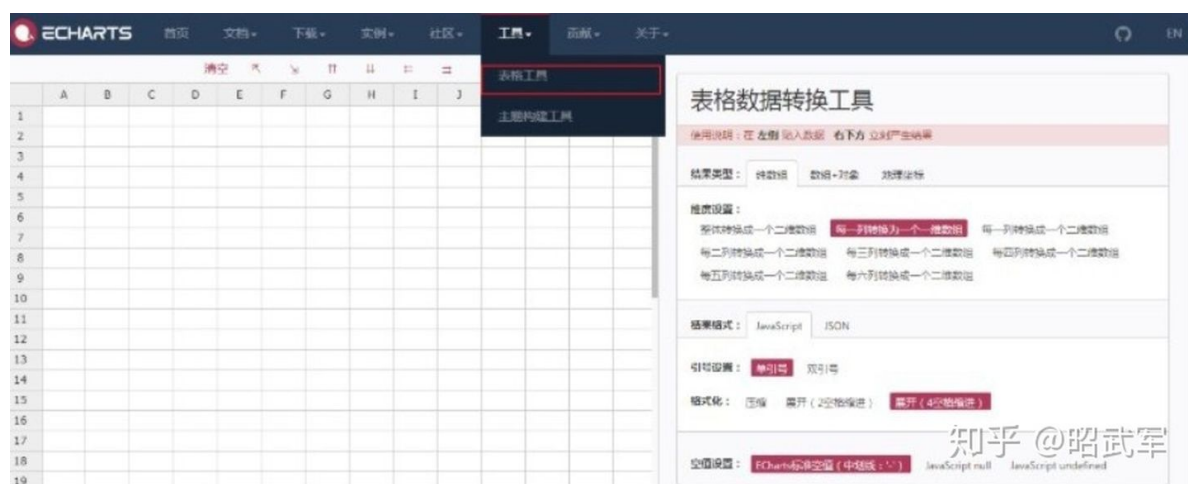 ECHARTS 首页 文档 下载 实例 社区 工具 贡献 关于 EN
清空
表格工具
主题构建工具
A B C D E F G H I J
1
2
3
4
5
6
7
8
9
10
11
12
13
14
15
16
17
18
19
表格数据转换工具
使用说明：在 左侧 贴入数据 右下方 立刻产生结果
结果类型： 纯数组 数组+对象 地理坐标
维度设置：
整体转换成一个二维数组 每一列转换为一个一维数组 每一列转换成一个二维数组
每二列转换成一个二维数组 每三列转换成一个二维数组 每四列转换成一个二维数组
每五列转换成一个二维数组 每六列转换成一个二维数组
结果格式： JavaScript JSON
引号设置： 单引号 双引号
格式化： 压缩 展开（2空格缩进） 展开（4空格缩进）
空值设置： ECharts标准空值（中划线：'-'） JavaScript null JavaScript undefined
知乎 @昭武军